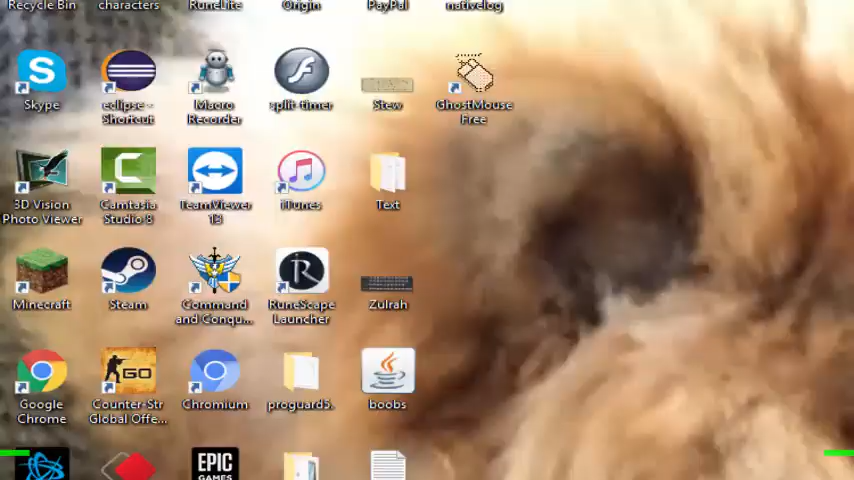 Recycle Bin
characters
RuneLite
Origin
PayPal
nativelog
Skype
eclipse -
Shortcut
Macro
Recorder
split-timer
Stew
GhostMouse
Free
3D Vision
Photo Viewer
Camtasia
Studio 8
TeamViewer
13
iTunes
Text
Minecraft
Steam
Command
and Conqu...
RuneScape
Launcher
Zulrah
GO
Google
Chrome
Counter-Str
Global Offe...
Chromium
proguard5.
boobs
EPIC
GAMES